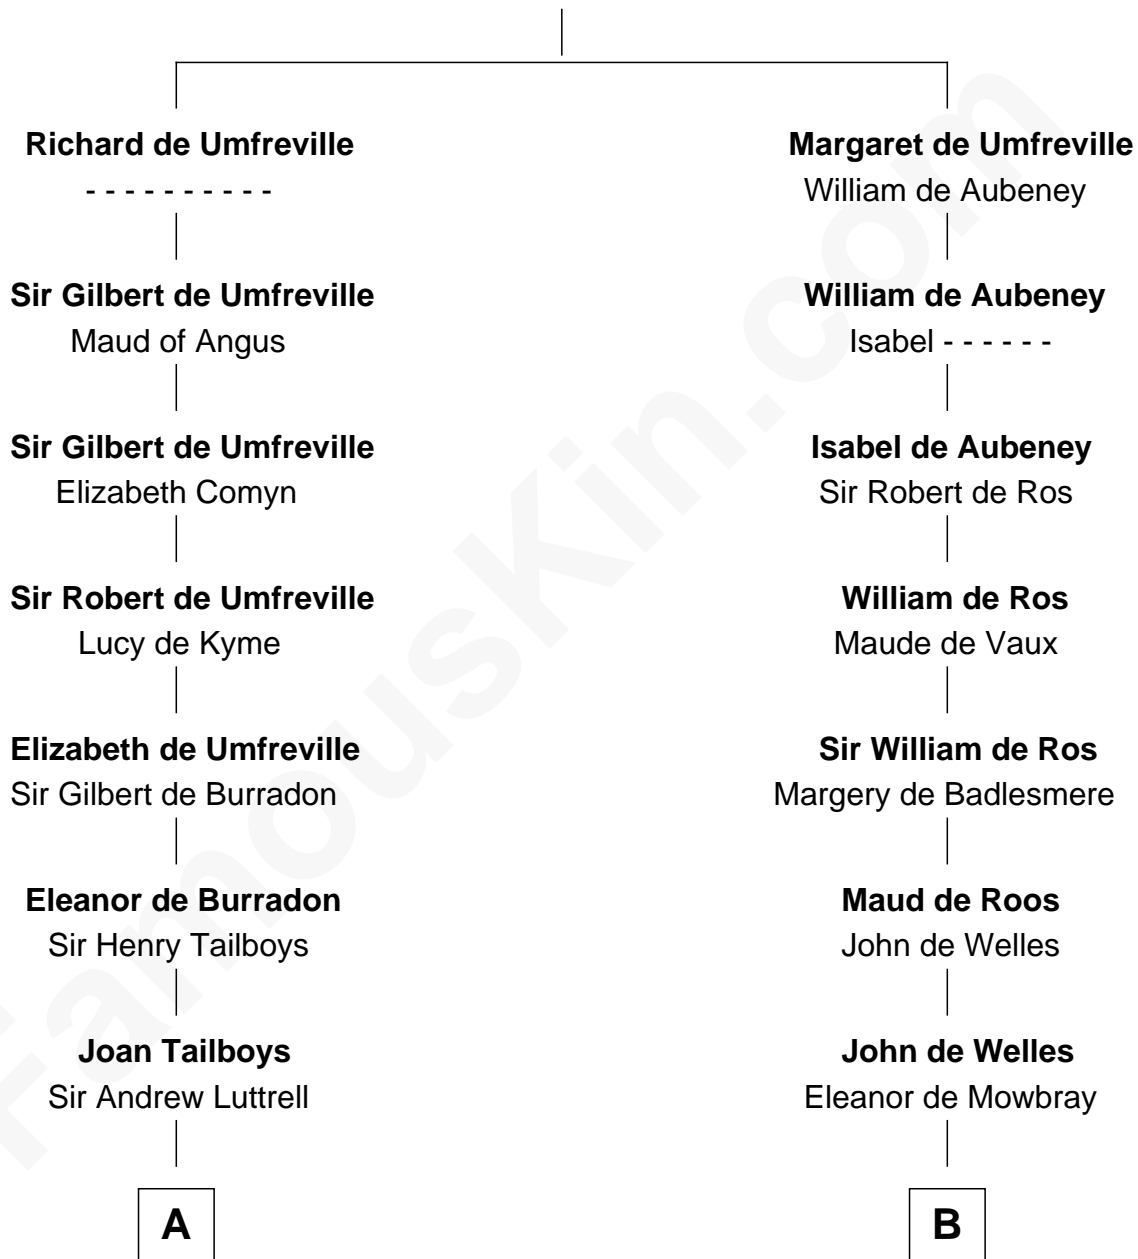 Richard de Umfreville
- - - - - - - - - -
Sir Gilbert de Umfreville
Maud of Angus
Sir Gilbert de Umfreville
Elizabeth Comyn
Sir Robert de Umfreville
Lucy de Kyme
Elizabeth de Umfreville
Sir Gilbert de Burradon
Eleanor de Burradon
Sir Henry Tailboys
Joan Tailboys
Sir Andrew Luttrell
A
Margaret de Umfreville
William de Aubeney
William de Aubeney
Isabel - - - - - -
Isabel de Aubeney
Sir Robert de Ros
William de Ros
Maude de Vaux
Sir William de Ros
Margery de Badlesmere
Maud de Roos
John de Welles
John de Welles
Eleanor de Mowbray
B
FamousKin.com